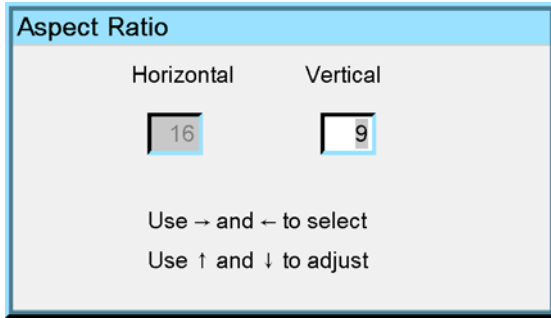 Aspect Ratio
Horizontal Vertical
16 9
Use → and ← to select
Use ↑ and ↓ to adjust